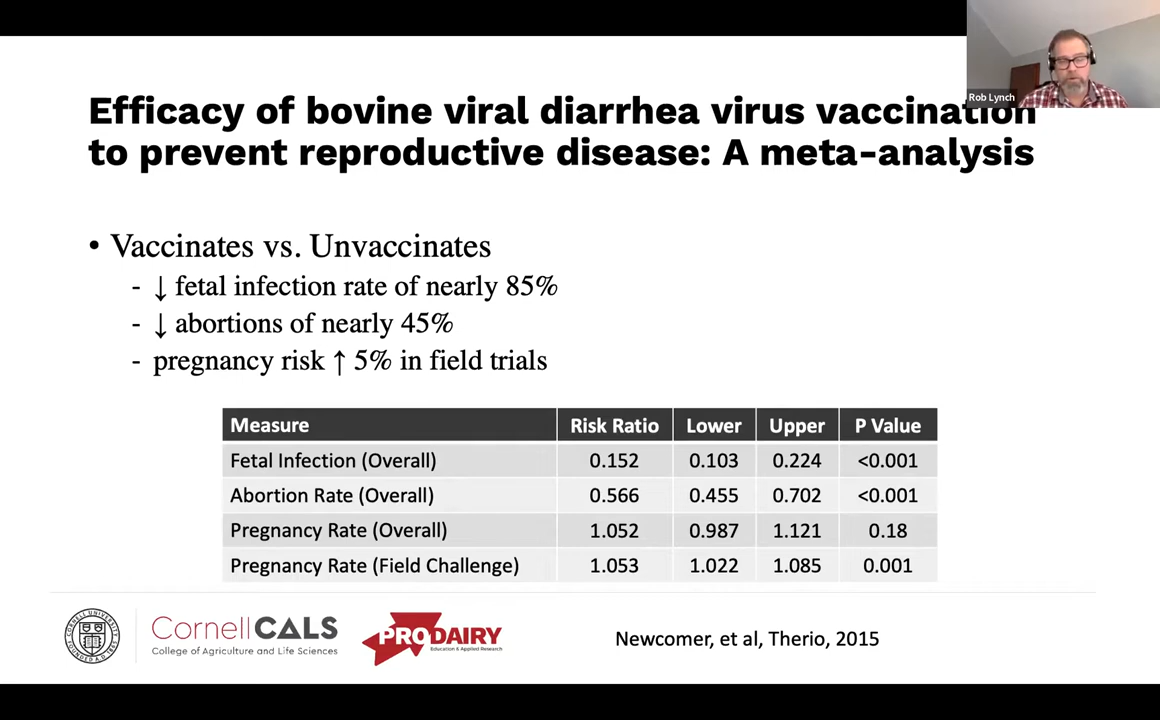 Rob Lynch
Efficacy of bovine viral diarrhea virus vaccination
to prevent reproductive disease: A meta-analysis
• Vaccinates vs. Unvaccinates
- ↓ fetal infection rate of nearly 85%
- ↓ abortions of nearly 45%
- pregnancy risk ↑ 5% in field trials
Measure Risk Ratio Lower Upper P Value
Fetal Infection (Overall) 0.152 0.103 0.224 <0.001
Abortion Rate (Overall) 0.566 0.455 0.702 <0.001
Pregnancy Rate (Overall) 1.052 0.987 1.121 0.18
Pregnancy Rate (Field Challenge) 1.053 1.022 1.085 0.001
CornellCALS
College of Agriculture and Life Sciences
PRODAIRY
Education & Applied Research
Newcomer, et al, Therio, 2015